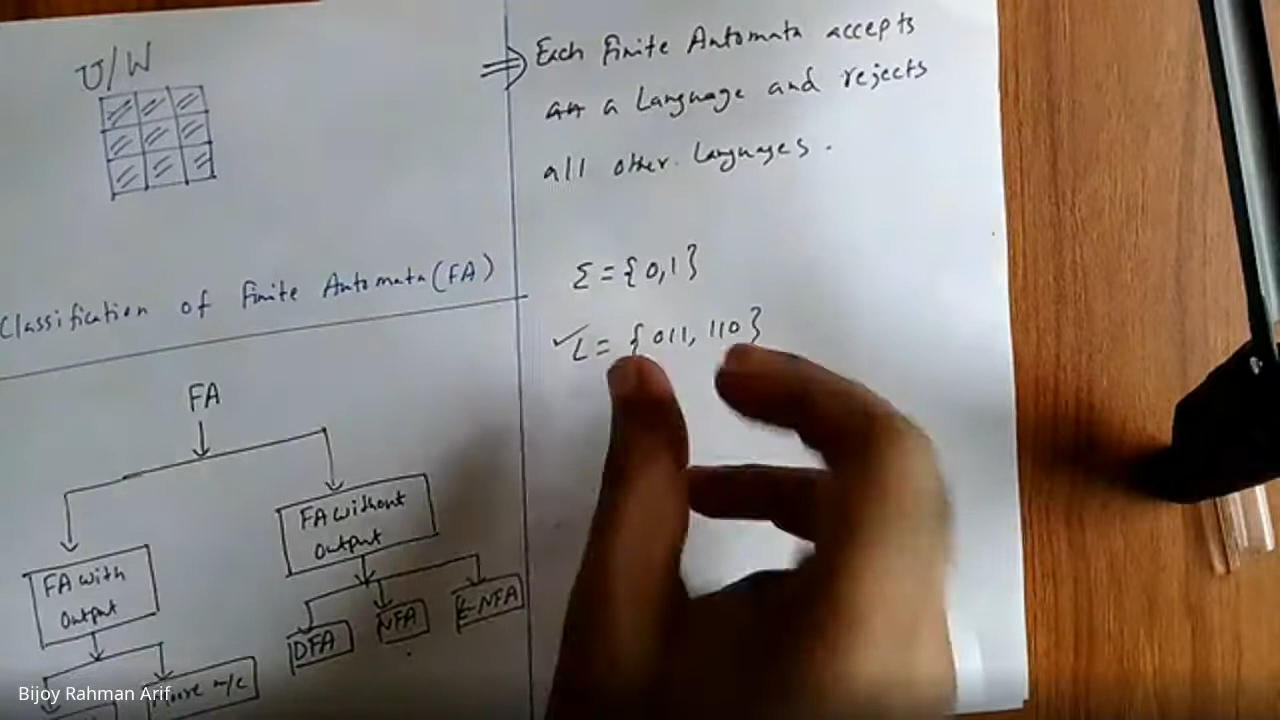 U/W
Classification of Finite Automata (FA)
FA
FA with
Output
FA without
Output
DFA
NFA
ε-NFA
Moore m/c
⇒ Each Finite Automata accepts
a Language and rejects
all other Languages.
Σ = {0,1}
✓ L = {011, 110}
Bijoy Rahman Arif